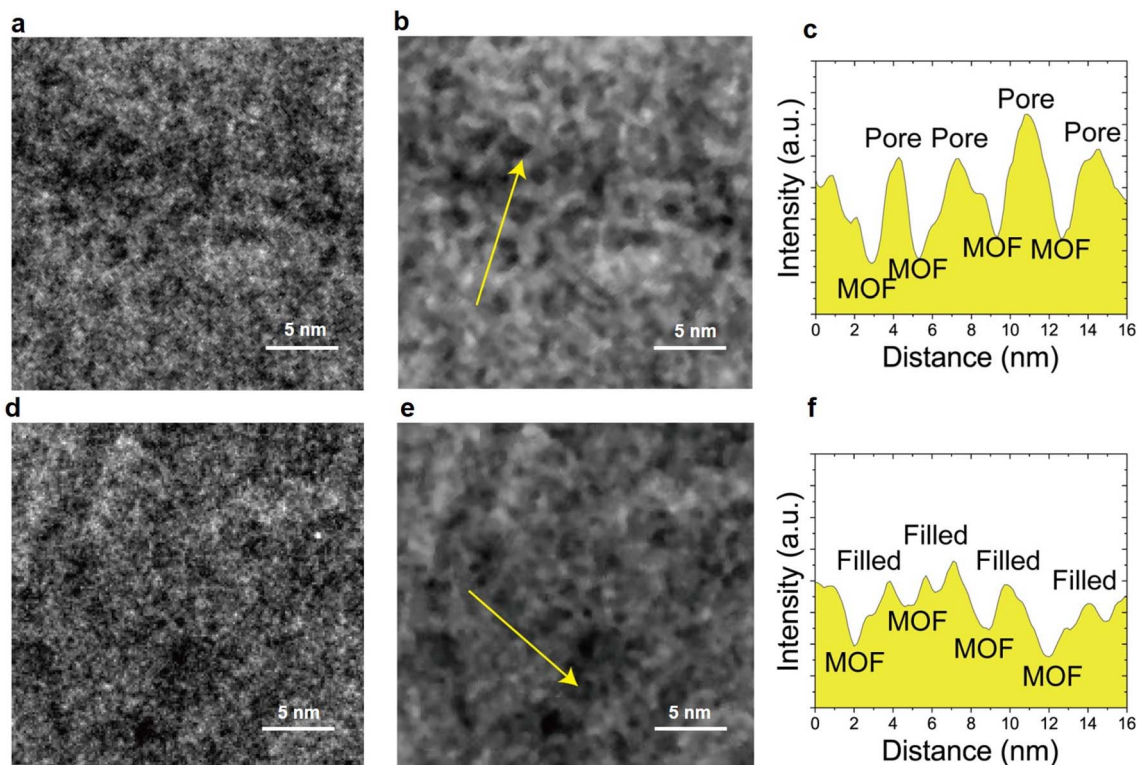 a
b
c
5 nm
5 nm
Intensity (a.u.)
Pore
Pore
Pore
Pore
MOF
MOF
MOF
MOF
0 2 4 6 8 10 12 14 16
Distance (nm)
d
e
f
5 nm
5 nm
Intensity (a.u.)
Filled
Filled
Filled
Filled
MOF
MOF
MOF
MOF
0 2 4 6 8 10 12 14 16
Distance (nm)